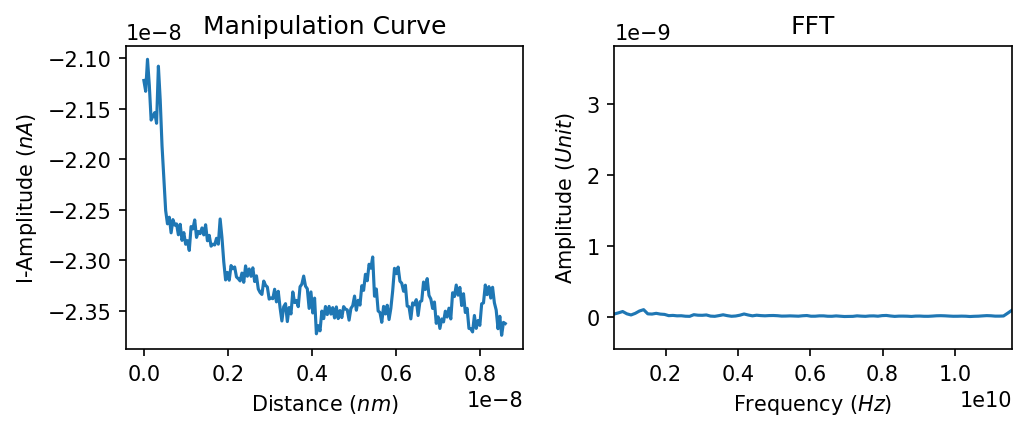 Manipulation Curve
1e−8
I-Amplitude (nA)
−2.10
−2.15
−2.20
−2.25
−2.30
−2.35
0.0 0.2 0.4 0.6 0.8
1e−8
Distance (nm)
FFT
1e−9
Amplitude (Unit)
3
2
1
0
0.2 0.4 0.6 0.8 1.0
1e10
Frequency (Hz)